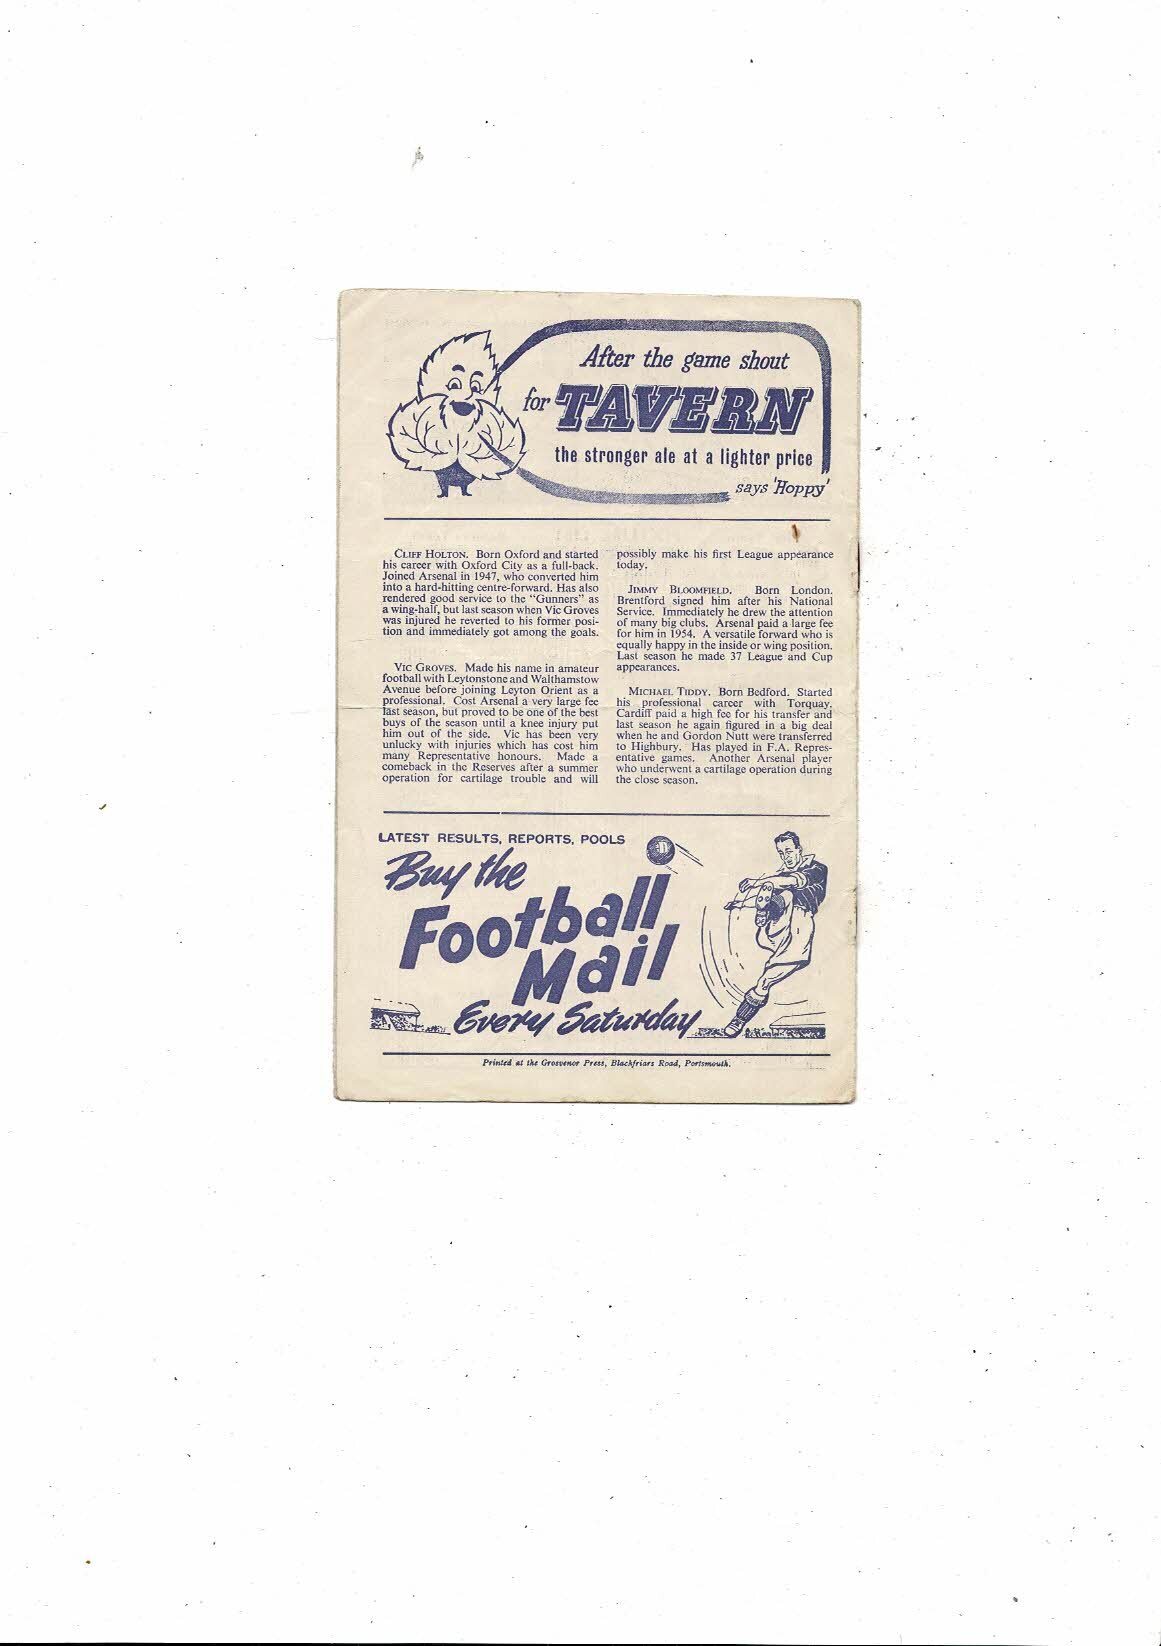 After the game shout
for TAVERN
the stronger ale at a lighter price
says 'Hoppy'
CLIFF HOLTON. Born Oxford and started
his career with Oxford City as a full-back.
Joined Arsenal in 1947, who converted him
into a hard-hitting centre-forward. Has also
rendered good service to the "Gunners" as
a wing-half, but last season when Vic Groves
was injured he reverted to his former posi-
tion and immediately got among the goals.
VIC GROVES. Made his name in amateur
football with Leytonstone and Walthamstow
Avenue before joining Leyton Orient as a
professional. Cost Arsenal a very large fee
last season, but proved to be one of the best
buys of the season until a knee injury put
him out of the side. Vic has been very
unlucky with injuries which has cost him
many Representative honours. Made a
comeback in the Reserves after a summer
operation for cartilage trouble and will
possibly make his first League appearance
today.
JIMMY BLOOMFIELD. Born London.
Brentford signed him after his National
Service. Immediately he drew the attention
of many big clubs. Arsenal paid a large fee
for him in 1954. A versatile forward who is
equally happy in the inside or wing position.
Last season he made 37 League and Cup
appearances.
MICHAEL TIDDY. Born Bedford. Started
his professional career with Torquay.
Cardiff paid a high fee for his transfer and
last season he again figured in a big deal
when he and Gordon Nutt were transferred
to Highbury. Has played in F.A. Repres-
entative games. Another Arsenal player
who underwent a cartilage operation during
the close season.
LATEST RESULTS, REPORTS, POOLS
Buy the
Football
Mail
Every Saturday
Printed at the Grosvenor Press, Blackfriars Road, Portsmouth.